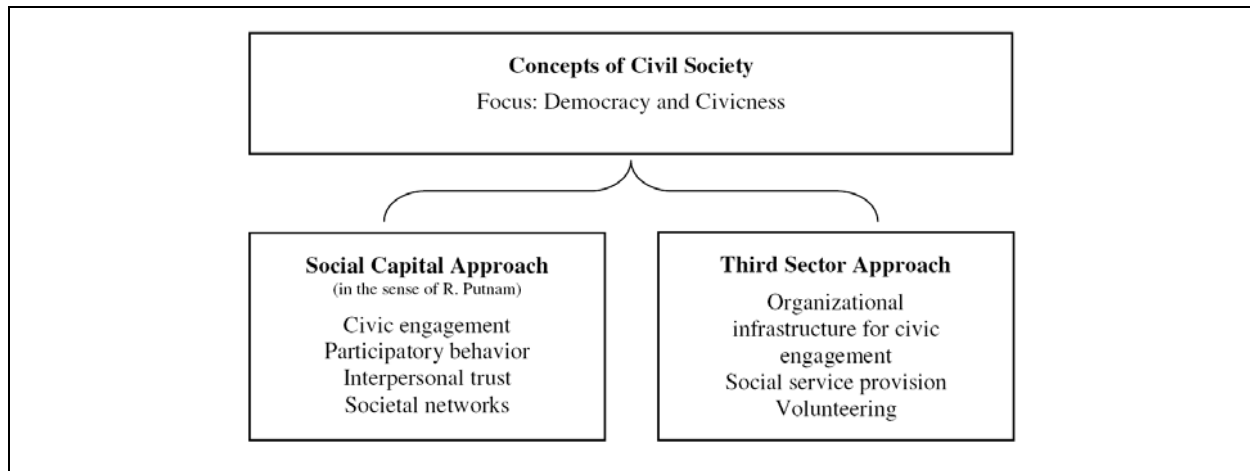 Concepts of Civil Society
Focus: Democracy and Civicness
Social Capital Approach
(in the sense of R. Putnam)
Civic engagement
Participatory behavior
Interpersonal trust
Societal networks
Third Sector Approach
Organizational
infrastructure for civic
engagement
Social service provision
Volunteering